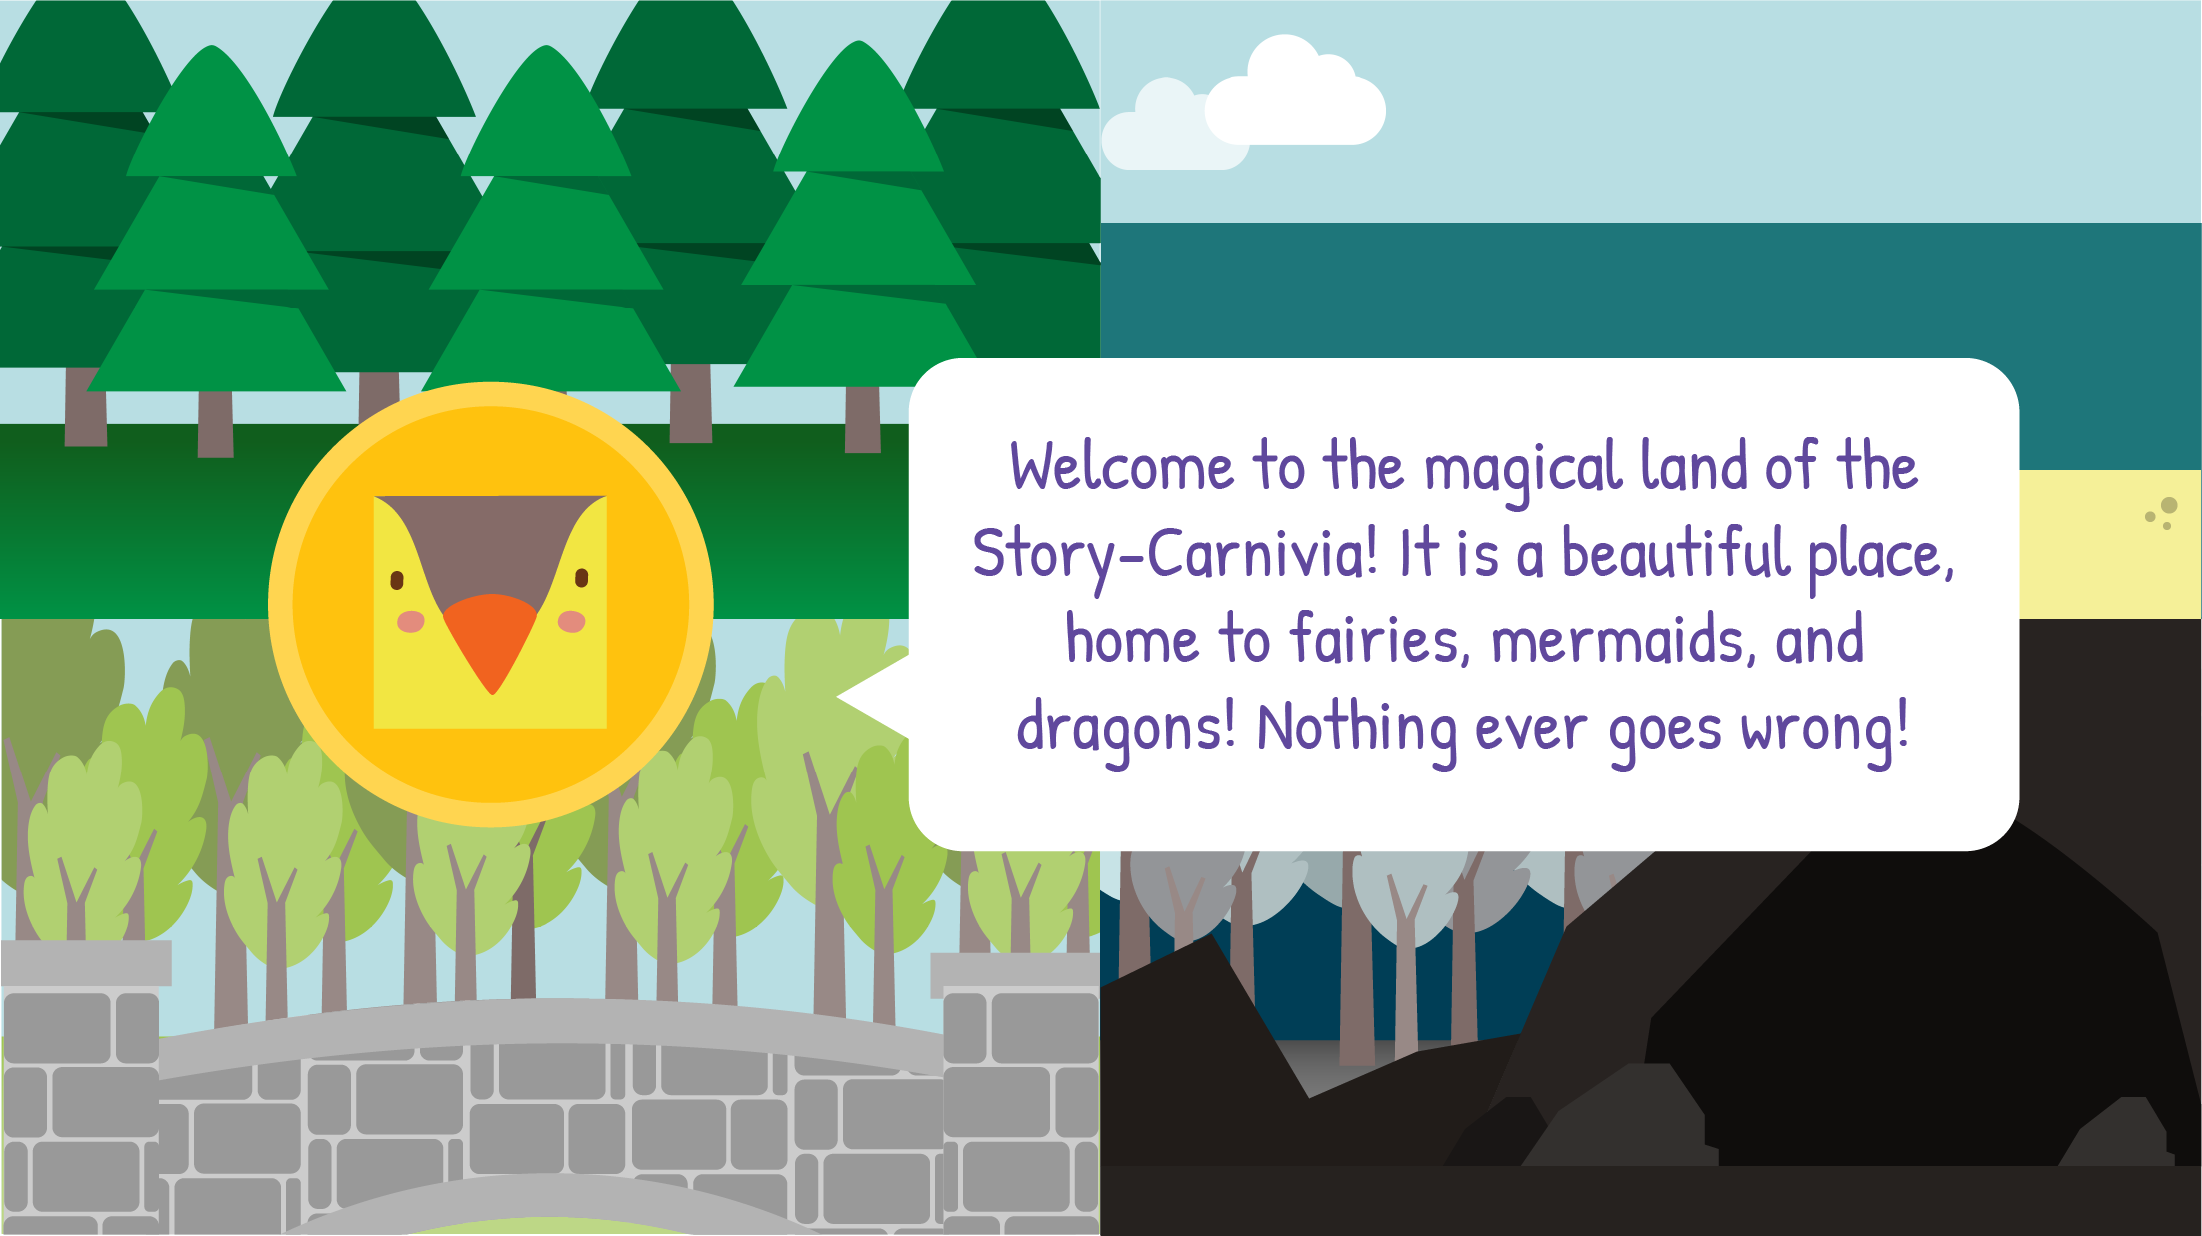 Welcome to the magical land of the
Story-Carnivia! It is a beautiful place,
home to fairies, mermaids, and
dragons! Nothing ever goes wrong!